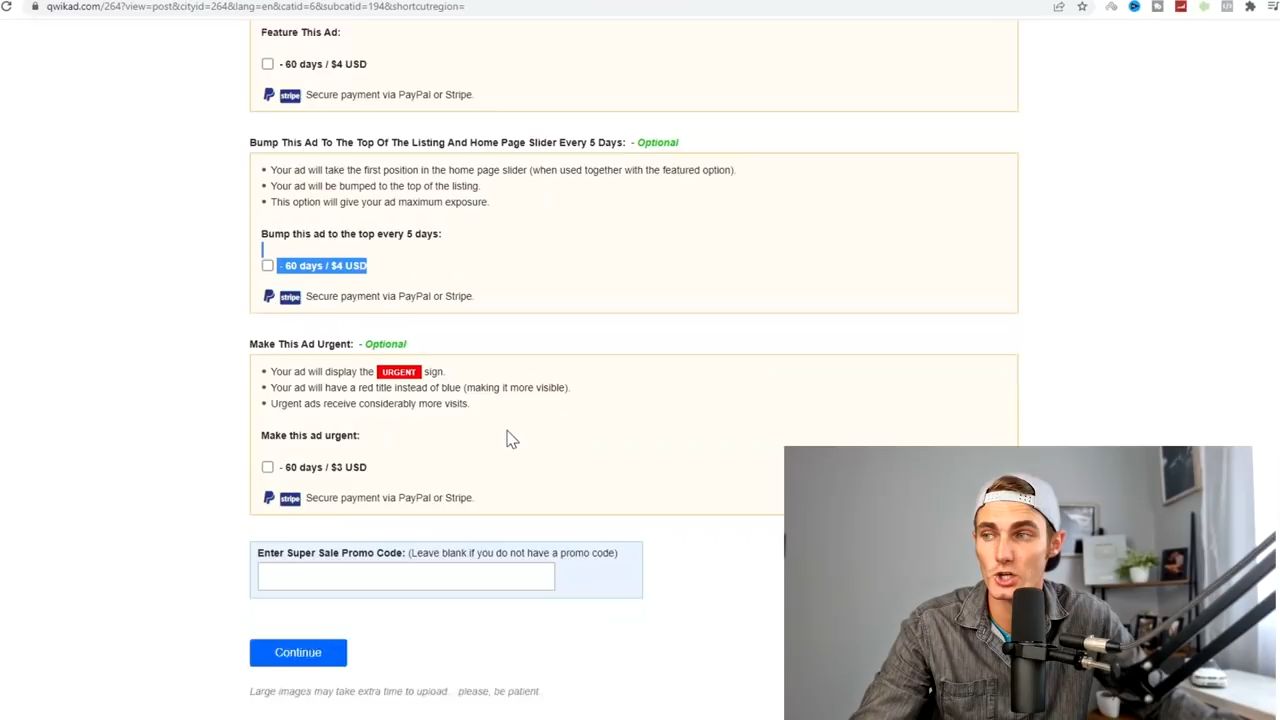 qwikad.com/264?view=post&cityid=264&lang=en&catid=6&subcatid=194&shortcutregion=
Feature This Ad:
- 60 days / $4 USD
stripe Secure payment via PayPal or Stripe.
Bump This Ad To The Top Of The Listing And Home Page Slider Every 5 Days: - Optional
• Your ad will take the first position in the home page slider (when used together with the featured option).
• Your ad will be bumped to the top of the listing.
• This option will give your ad maximum exposure.
Bump this ad to the top every 5 days:
- 60 days / $4 USD
stripe Secure payment via PayPal or Stripe.
Make This Ad Urgent: - Optional
• Your ad will display the URGENT sign.
• Your ad will have a red title instead of blue (making it more visible).
• Urgent ads receive considerably more visits.
Make this ad urgent:
- 60 days / $3 USD
stripe Secure payment via PayPal or Stripe.
Enter Super Sale Promo Code: (Leave blank if you do not have a promo code)
Continue
Large images may take extra time to upload... please, be patient